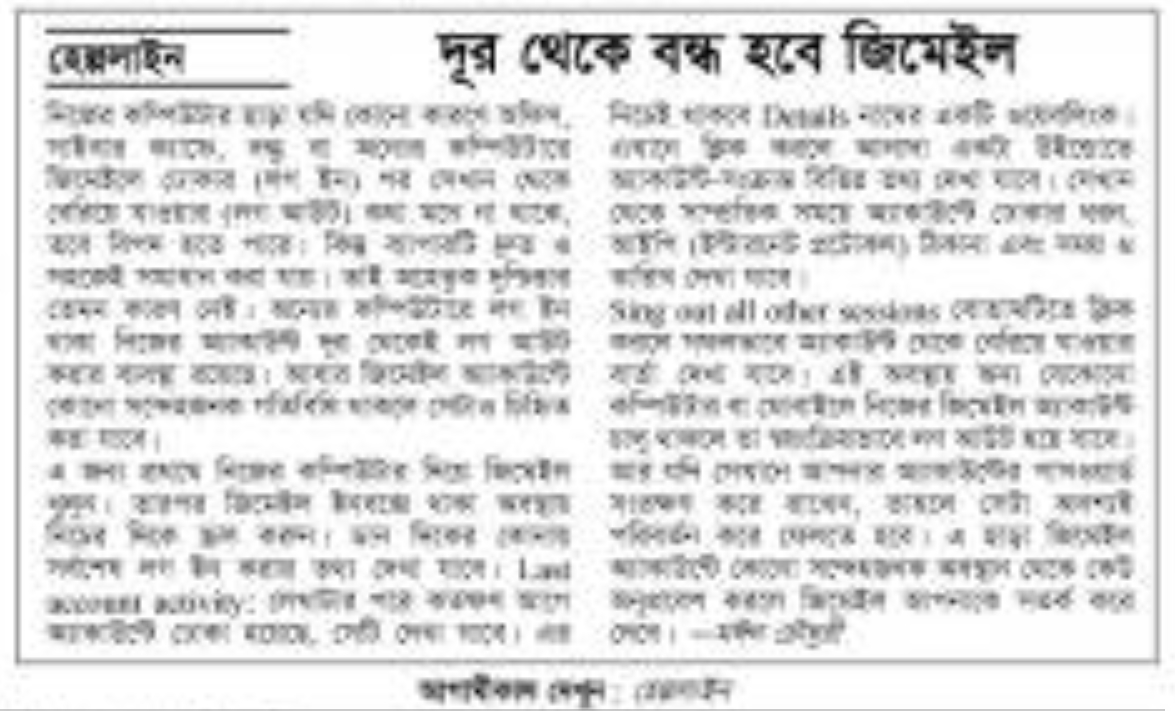 হেল্পলাইন
দূর থেকে বন্ধ হবে জিমেইল
নিজের কম্পিউটার ছাড়া যদি কোনো কারণে অফিস,
সাইবার ক্যাফে, বন্ধু বা অন্যের কম্পিউটারে
জিমেইলে ঢোকার (লগ ইন) পর সেখান থেকে
বেরিয়ে যাওয়ার (লগ আউট) কথা মনে না থাকে,
তবে বিপদ হতে পারে। কিন্তু ব্যাপারটি দ্রুত ও
সহজেই সমাধান করা যায়। তাই অহেতুক দুশ্চিন্তার
তেমন কারণ নেই। অন্যের কম্পিউটারে লগ ইন
থাকা নিজের অ্যাকাউন্ট দূর থেকেই লগ আউট
করার ব্যবস্থা রয়েছে। আবার জিমেইল অ্যাকাউন্টে
কোনো সন্দেহজনক গতিবিধি থাকলে সেটাও চিহ্নিত
করা যাবে।
এ জন্য প্রথমে নিজের কম্পিউটার দিয়ে জিমেইল
খুলুন। তারপর জিমেইল ইনবক্সে থাকা অবস্থায়
নিচের দিকে স্ক্রল করুন। ডান দিকের কোনায়
সর্বশেষ লগ ইন করার তথ্য দেখা যাবে। Last
account activity: লেখাটার পরে কতক্ষণ আগে
অ্যাকাউন্টে ঢোকা হয়েছে, সেটি দেখা যাবে। এর
নিচেই থাকবে Details নামের একটি ওয়েবলিংক।
এখানে ক্লিক করলে আলাদা একটা উইন্ডোতে
অ্যাকাউন্ট-সংক্রান্ত বিভিন্ন তথ্য দেখা যাবে। সেখান
থেকে সাম্প্রতিক সময়ে অ্যাকাউন্টে ঢোকার ধরন,
আইপি (ইন্টারনেট প্রটোকল) ঠিকানা এবং সময় ও
তারিখ দেখা যাবে।
Sing out all other sessions বোতামটিতে ক্লিক
করলে সফলভাবে অ্যাকাউন্ট থেকে বেরিয়ে যাওয়ার
বার্তা দেখা যাবে। এই অবস্থায় অন্য যেকোনো
কম্পিউটার বা মোবাইলে নিজের জিমেইল অ্যাকাউন্ট
চালু থাকলে তা স্বয়ংক্রিয়ভাবে লগ আউট হয়ে যাবে।
আর যদি সেখানে আপনার অ্যাকাউন্টের পাসওয়ার্ড
সংরক্ষণ করে রাখেন, তাহলে সেটা অবশ্যই
পরিবর্তন করে ফেলতে হবে। এ ছাড়া জিমেইল
অ্যাকাউন্টে কোনো সন্দেহজনক অবস্থান থেকে কেউ
অনুপ্রবেশ করলে জিমেইল আপনাকে সতর্ক করে
দেবে। —মঈন চৌধুরী
আগামীকাল দেখুন : হেল্পলাইন